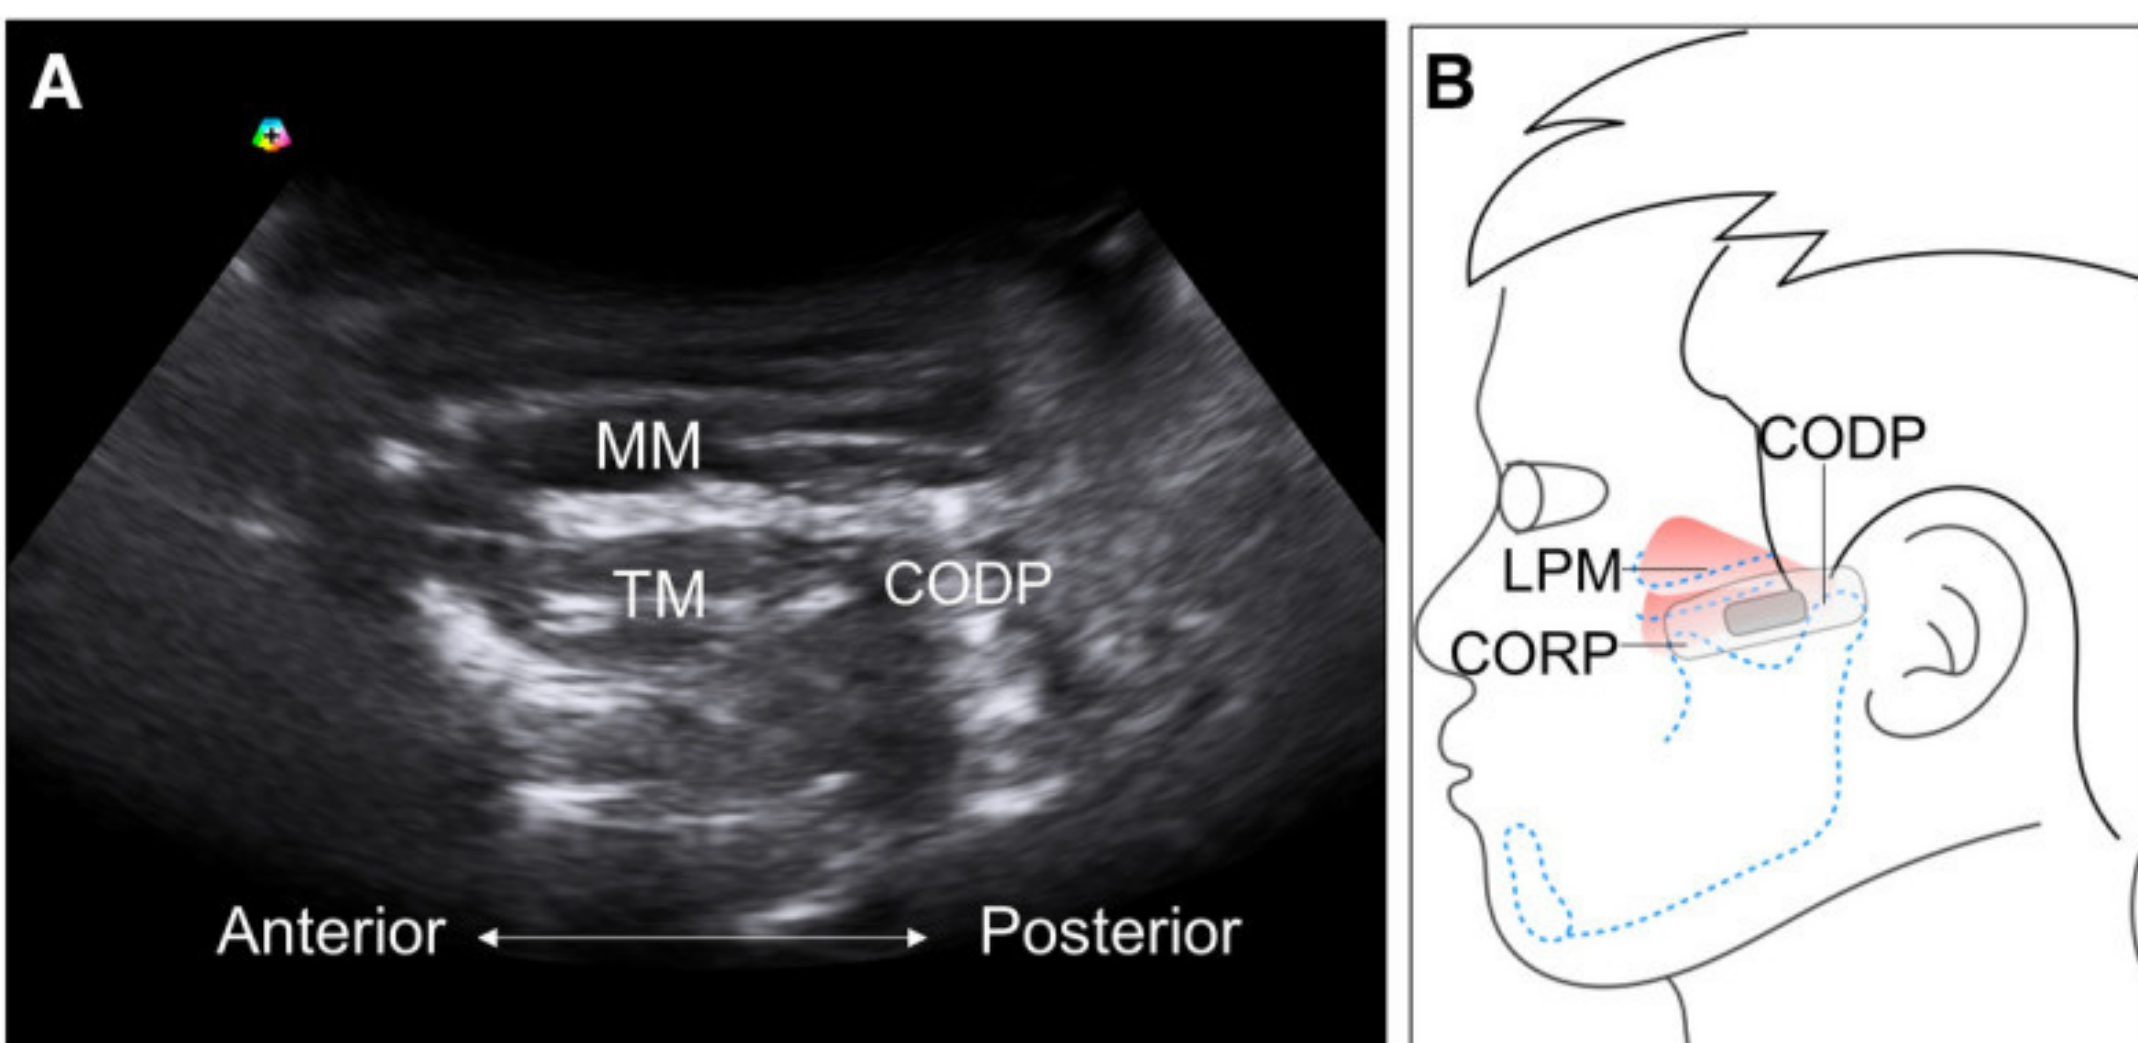 A
MM
TM
CODP
Anterior
Posterior
B
CODP
LPM
CORP